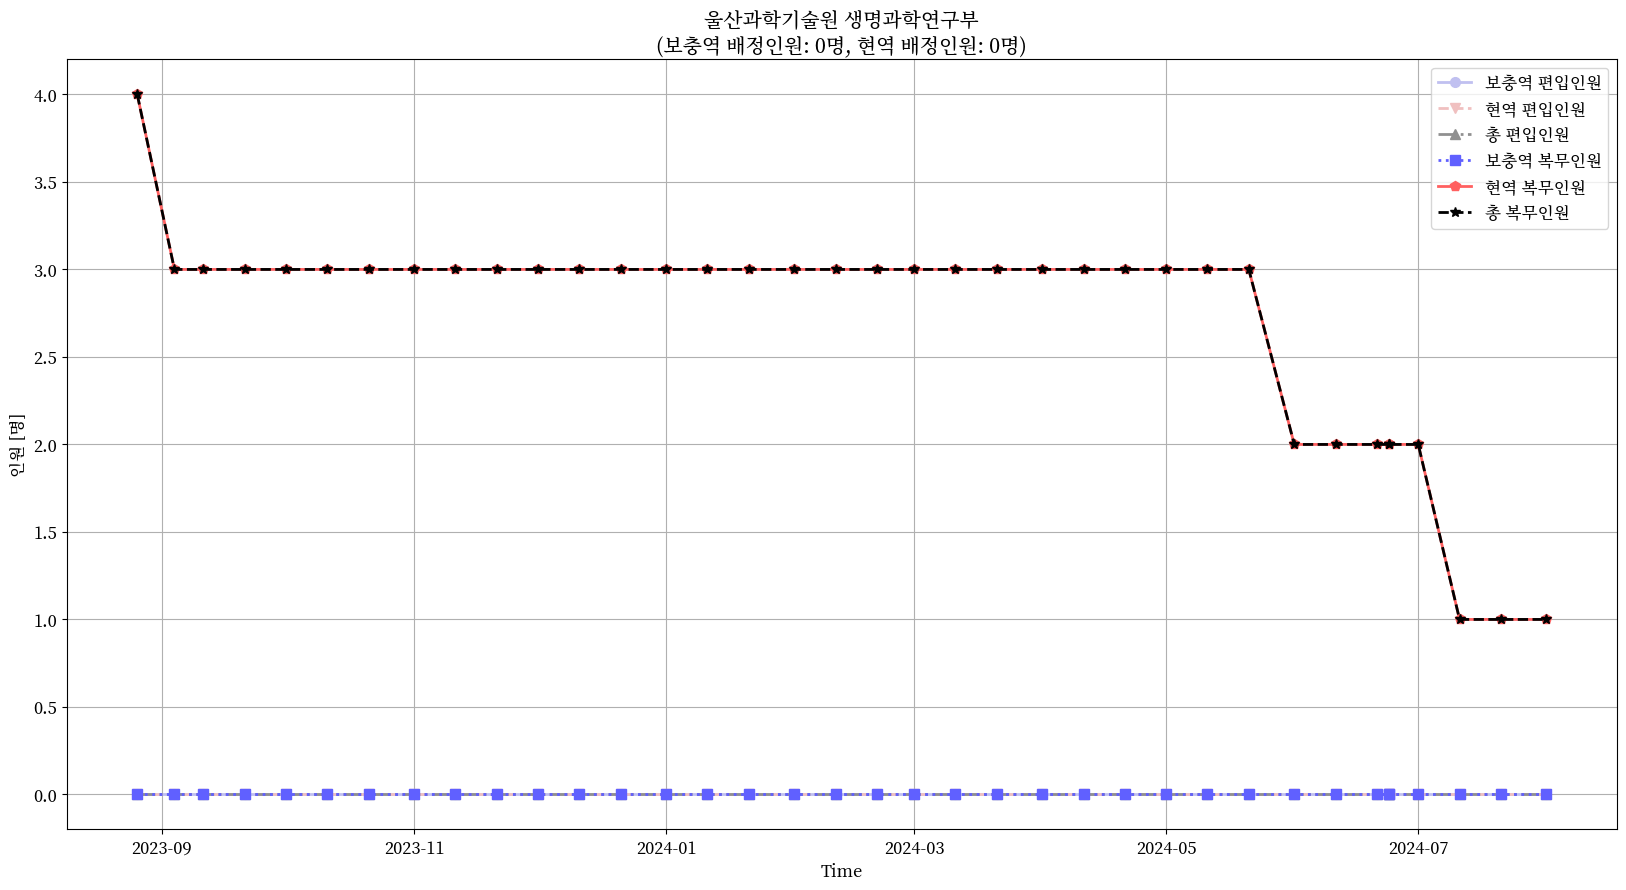 울산과학기술원 생명과학연구부
(보충역 배정인원: 0명, 현역 배정인원: 0명)
보충역 편입인원
현역 편입인원
총 편입인원
보충역 복무인원
현역 복무인원
총 복무인원
인원 [명]
4.0
3.5
3.0
2.5
2.0
1.5
1.0
0.5
0.0
2023-09 2023-11 2024-01 2024-03 2024-05 2024-07
Time